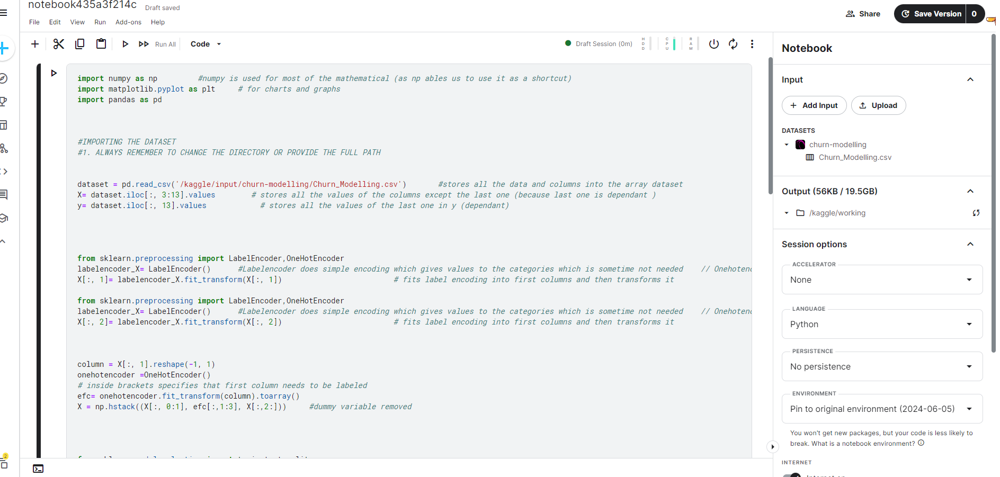 notebook435a3f214c
Draft saved
File Edit View Run Add-ons Help
Share
Save Version 0
Run All
Code
Draft Session (0m)
HDD
CPU
RAM
import numpy as np #numpy is used for most of the mathematical (as np ables us to use it as a shortcut)
import matplotlib.pyplot as plt # for charts and graphs
import pandas as pd
#IMPORTING THE DATASET
#1. ALWAYS REMEMBER TO CHANGE THE DIRECTORY OR PROVIDE THE FULL PATH
dataset = pd.read_csv('/kaggle/input/churn-modelling/Churn_Modelling.csv') #stores all the data and columns into the array dataset
X= dataset.iloc[:, 3:13].values # stores all the values of the columns except the last one (because last one is dependant )
y= dataset.iloc[:, 13].values # stores all the values of the last one in y (dependant)
from sklearn.preprocessing import LabelEncoder,OneHotEncoder
labelencoder_X= LabelEncoder() #Labelencoder does simple encoding which gives values to the categories which is sometime not needed // Onehotenc
X[:, 1]= labelencoder_X.fit_transform(X[:, 1]) # fits label encoding into first columns and then transforms it
from sklearn.preprocessing import LabelEncoder,OneHotEncoder
labelencoder_X= LabelEncoder() #Labelencoder does simple encoding which gives values to the categories which is sometime not needed // Onehotenc
X[:, 2]= labelencoder_X.fit_transform(X[:, 2]) # fits label encoding into first columns and then transforms it
column = X[:, 1].reshape(-1, 1)
onehotencoder =OneHotEncoder()
# inside brackets specifies that first column needs to be labeled
efc= onehotencoder.fit_transform(column).toarray()
X = np.hstack((X[:, 0:1], efc[:,1:3], X[:,2:])) #dummy variable removed
2
Notebook
Input
Add Input
Upload
DATASETS
churn-modelling
Churn_Modelling.csv
Output (56KB / 19.5GB)
/kaggle/working
Session options
ACCELERATOR
None
LANGUAGE
Python
PERSISTENCE
No persistence
ENVIRONMENT
Pin to original environment (2024-06-05)
You won't get new packages, but your code is less likely to
break. What is a notebook environment?
INTERNET